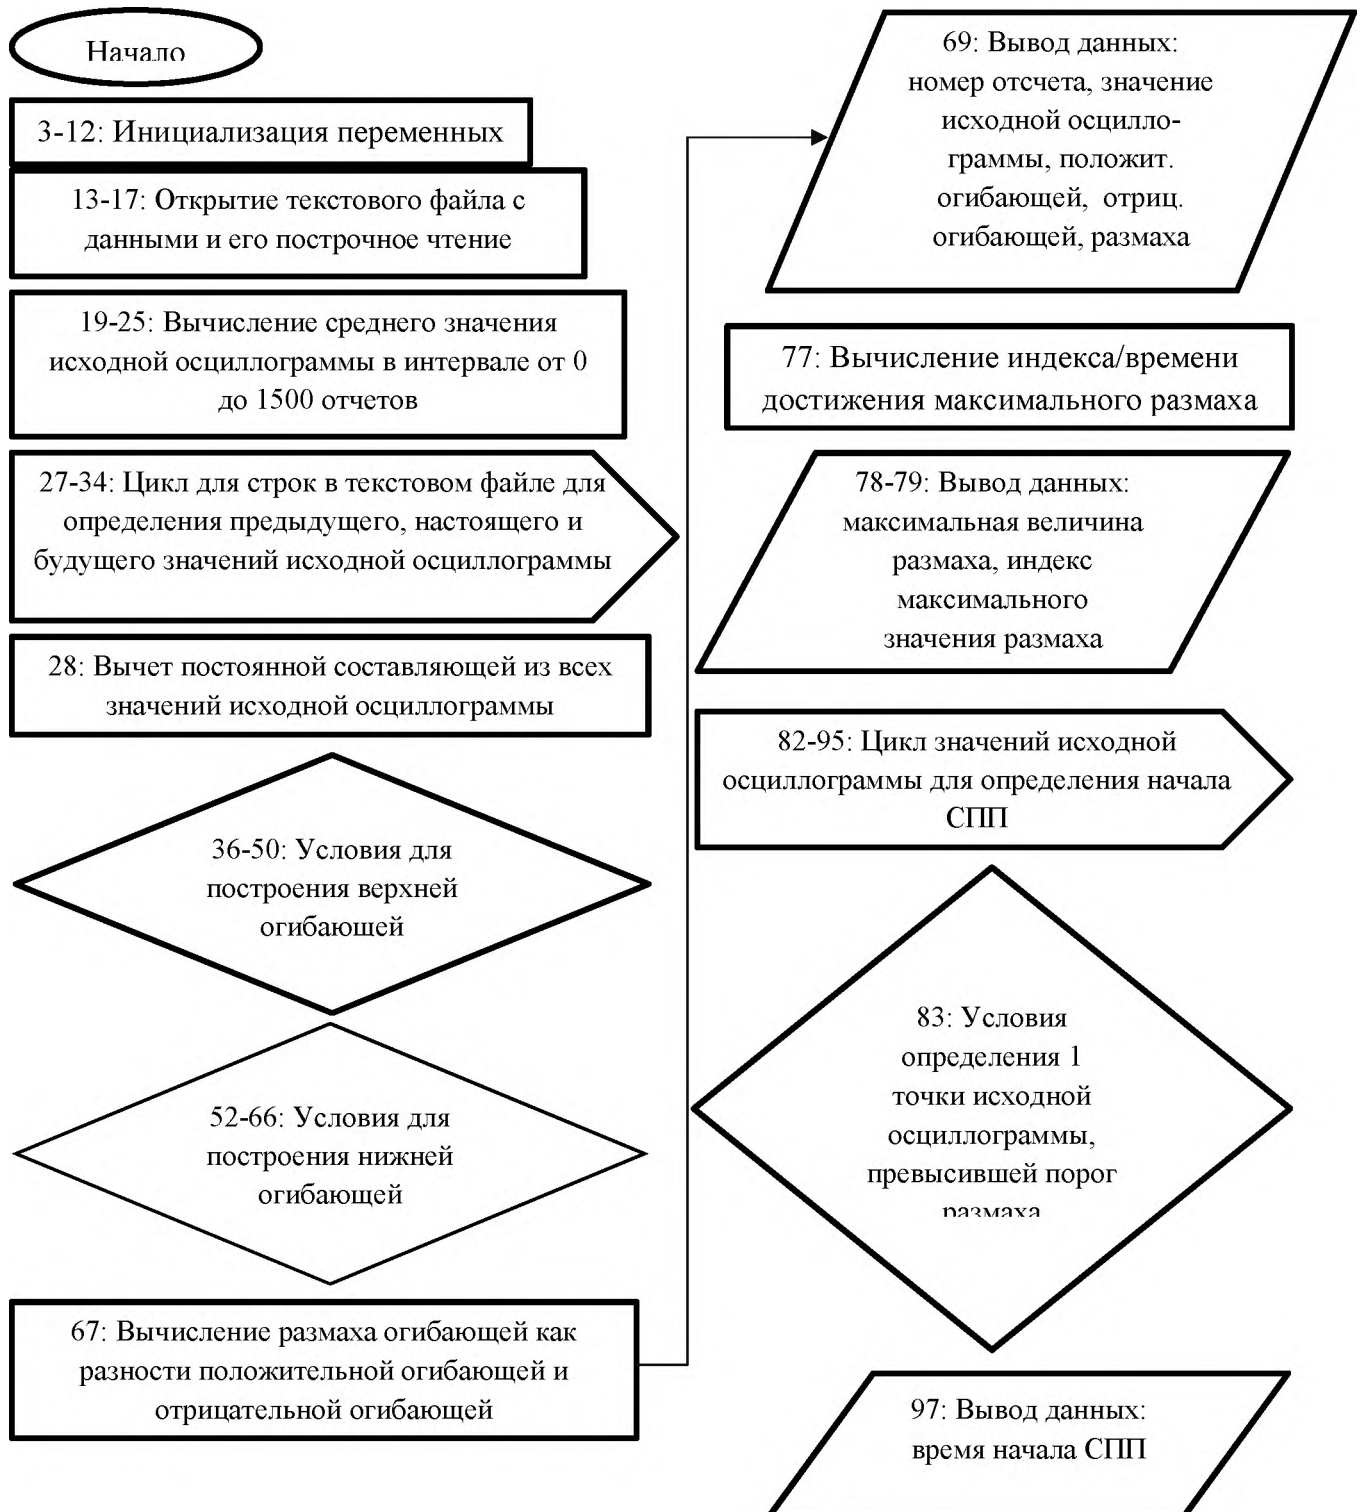 Начало
3-12: Инициализация переменных
13-17: Открытие текстового файла с
данными и его построчное чтение
19-25: Вычисление среднего значения
исходной осциллограммы в интервале от 0
до 1500 отчетов
27-34: Цикл для строк в текстовом файле для
определения предыдущего, настоящего и
будущего значений исходной осциллограммы
28: Вычет постоянной составляющей из всех
значений исходной осциллограммы
36-50: Условия для
построения верхней
огибающей
52-66: Условия для
построения нижней
огибающей
67: Вычисление размаха огибающей как
разности положительной огибающей и
отрицательной огибающей
69: Вывод данных:
номер отсчета, значение
исходной осцилло-
граммы, положит.
огибающей, отриц.
огибающей, размаха
77: Вычисление индекса/времени
достижения максимального размаха
78-79: Вывод данных:
максимальная величина
размаха, индекс
максимального
значения размаха
82-95: Цикл значений исходной
осциллограммы для определения начала
СПП
83: Условия
определения 1
точки исходной
осциллограммы,
превысившей порог
размаха
97: Вывод данных:
время начала СПП